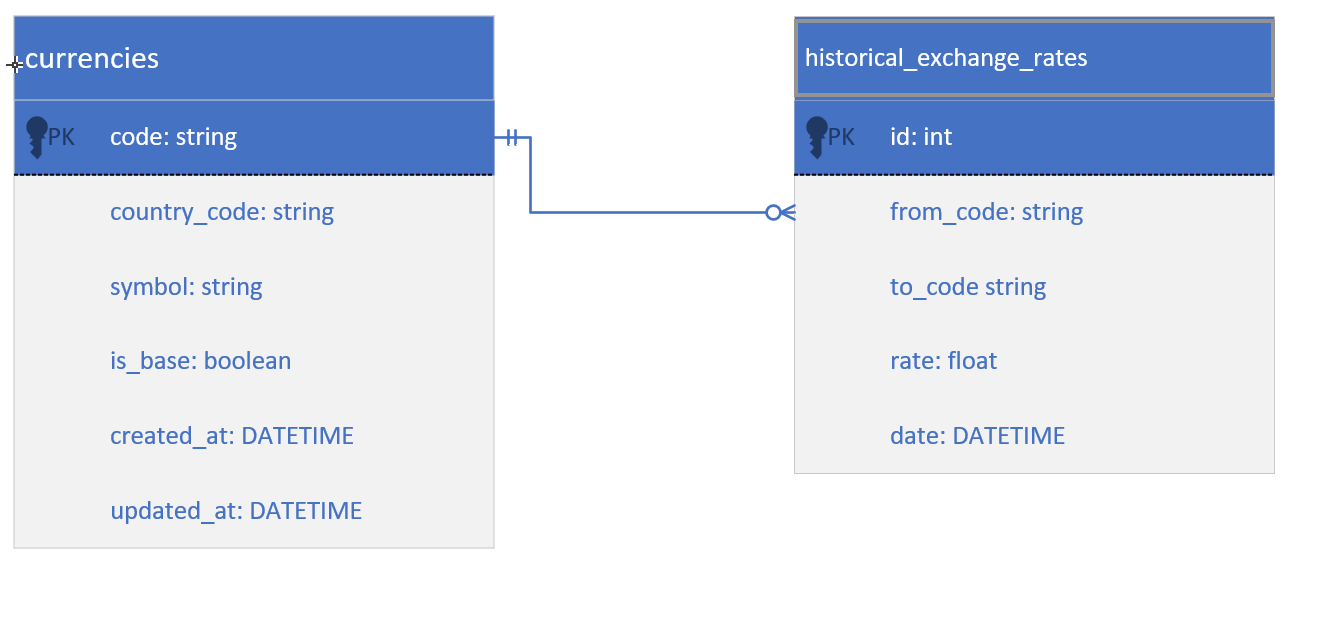 currencies
PK code: string
country_code: string
symbol: string
is_base: boolean
created_at: DATETIME
updated_at: DATETIME
historical_exchange_rates
PK id: int
from_code: string
to_code string
rate: float
date: DATETIME